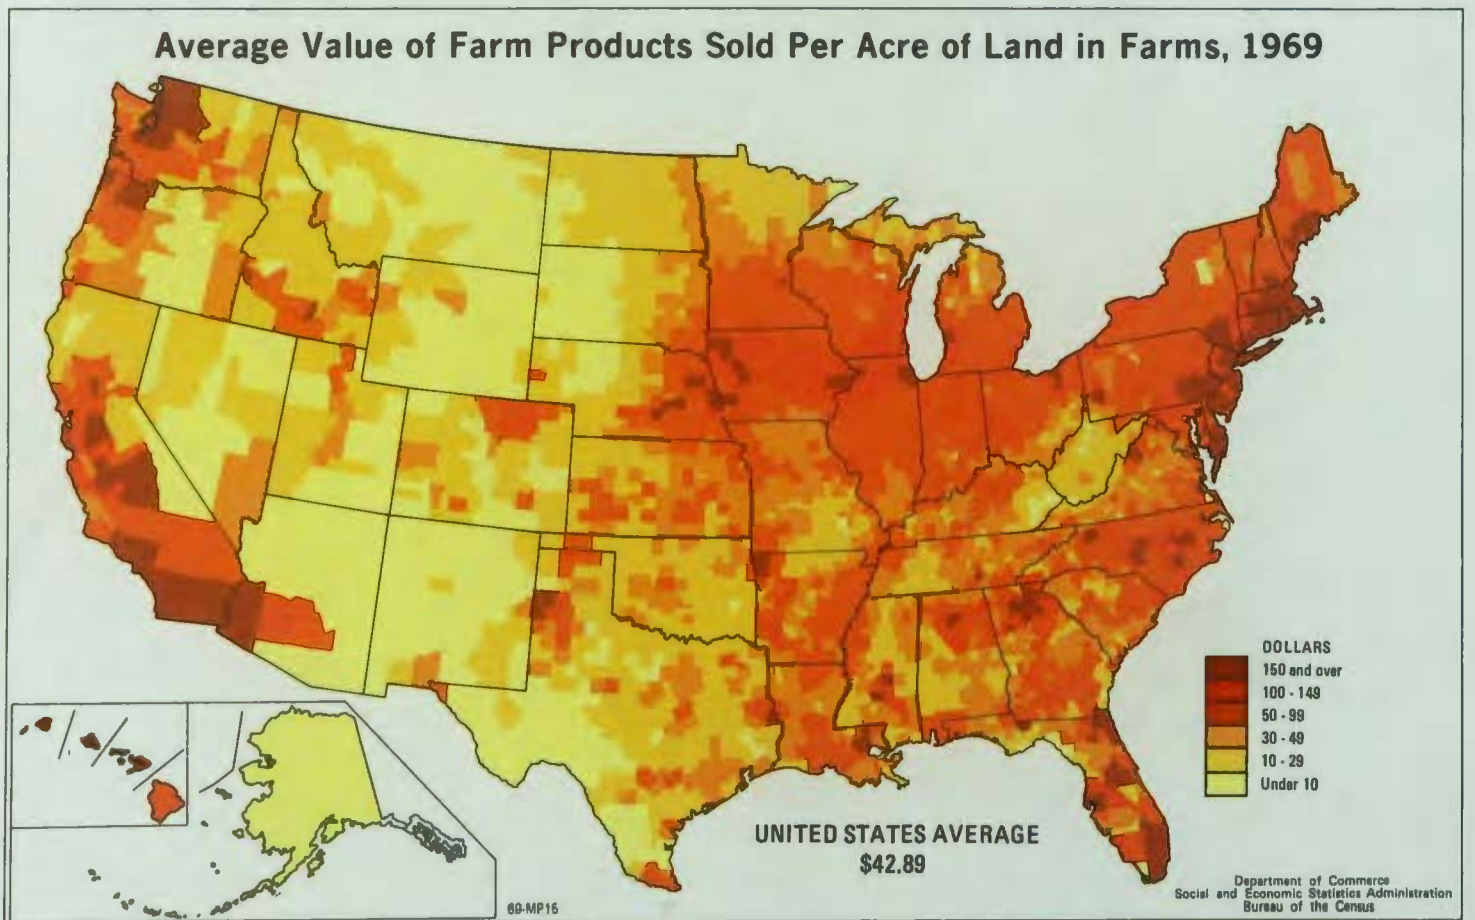 Average Value of Farm Products Sold Per Acre of Land in Farms, 1969
DOLLARS
150 and over
100 - 149
50 - 99
30 - 49
10 - 29
Under 10
UNITED STATES AVERAGE
$42.89
69-MP15
Department of Commerce
Social and Economic Statistics Administration
Bureau of the Census